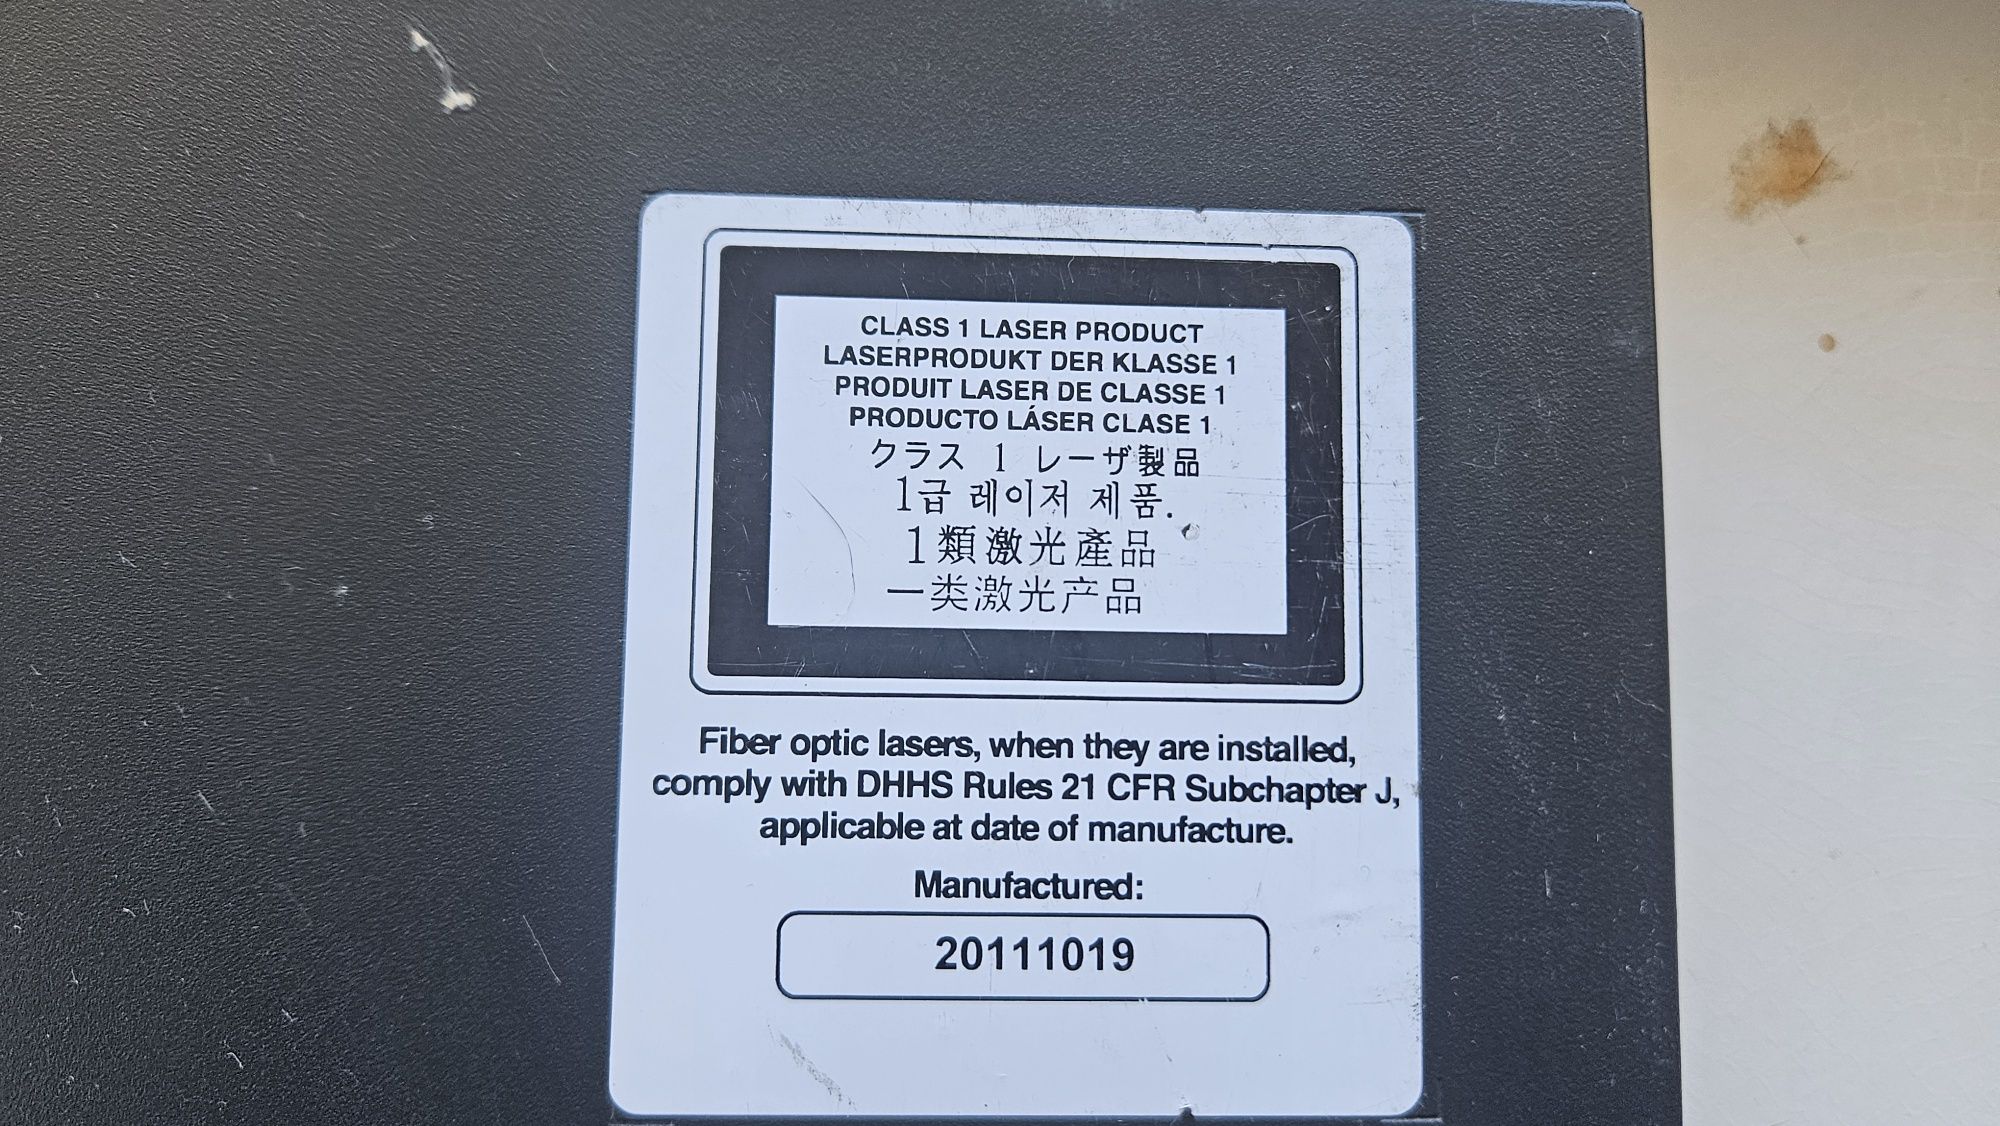 CLASS 1 LASER PRODUCT
LASERPRODUKT DER KLASSE 1
PRODUIT LASER DE CLASSE 1
PRODUCTO LÁSER CLASE 1
クラス 1 レーザ製品
1급 레이저 제품.
1類激光產品
一类激光产品
Fiber optic lasers, when they are installed,
comply with DHHS Rules 21 CFR Subchapter J,
applicable at date of manufacture.
Manufactured:
20111019